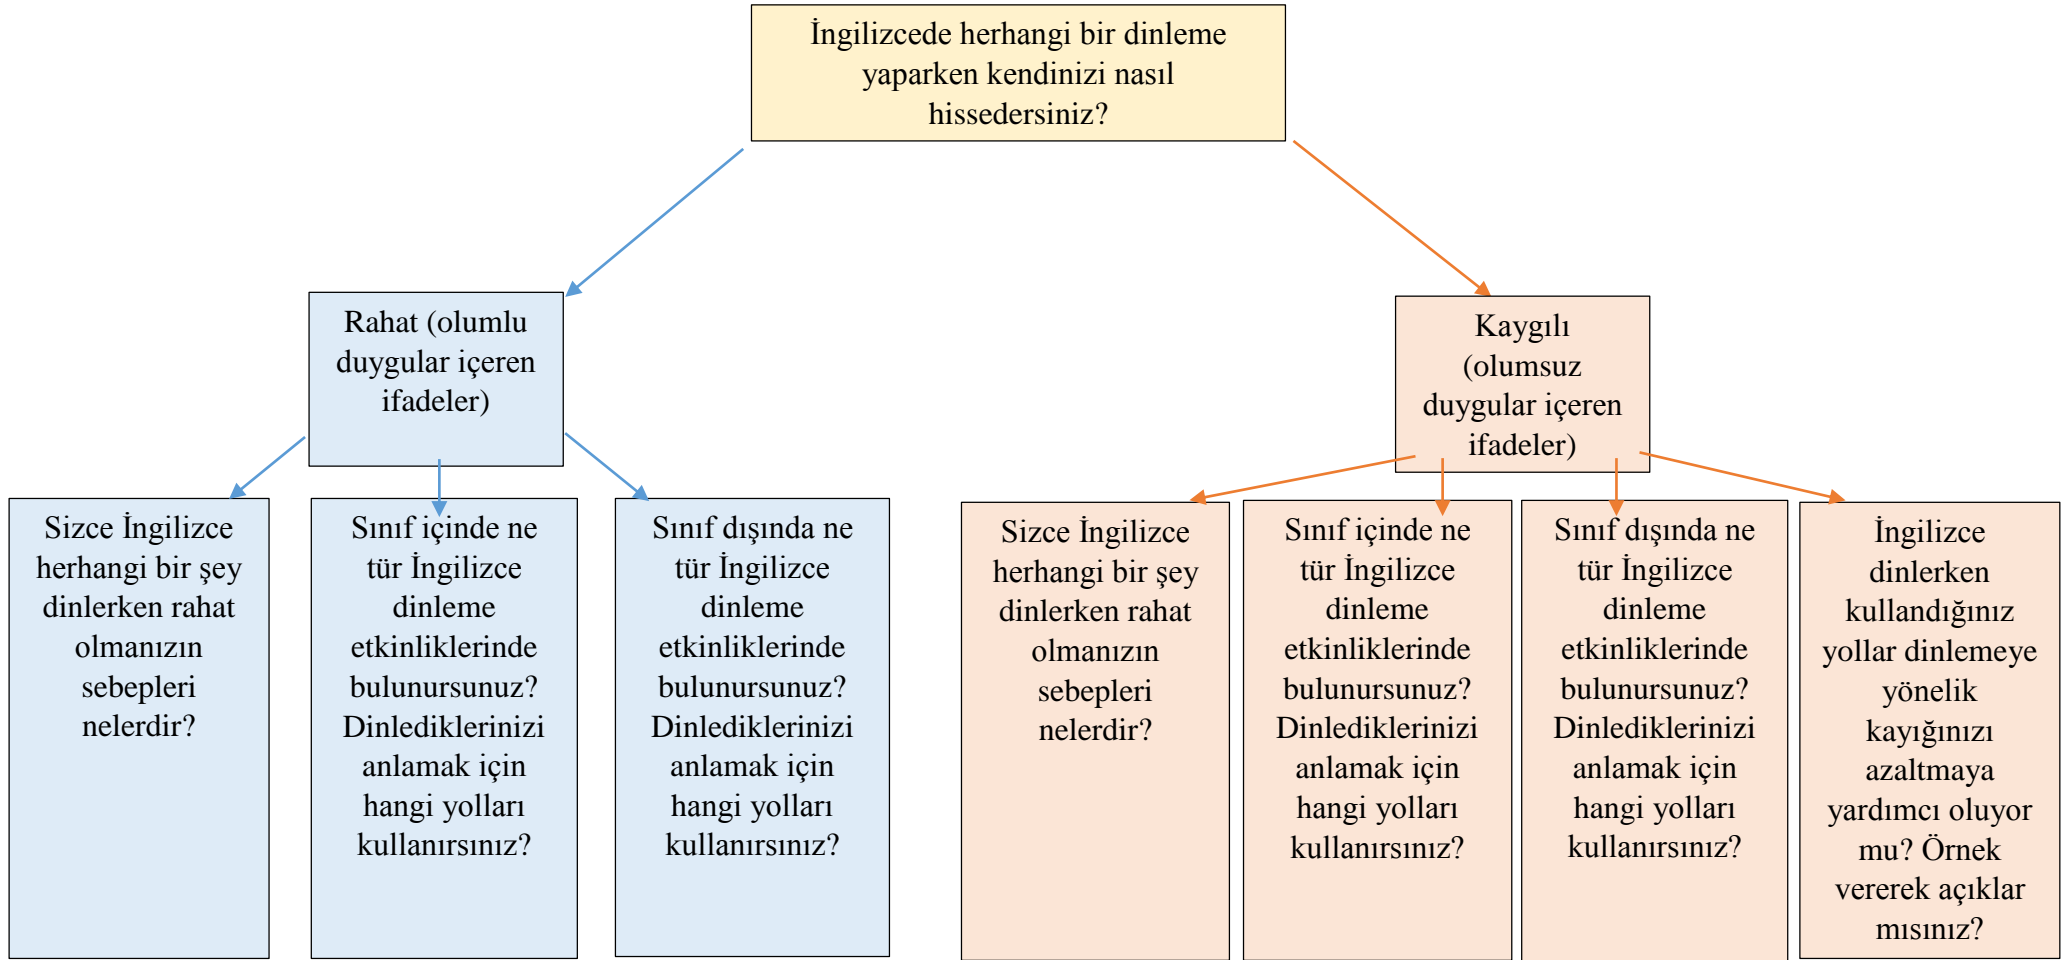 İngilizcede herhangi bir dinleme
yaparken kendinizi nasıl
hissedersiniz?
Rahat (olumlu
duygular içeren
ifadeler)
Kaygılı
(olumsuz
duygular içeren
ifadeler)
Sizce İngilizce
herhangi bir şey
dinlerken rahat
olmanızın
sebepleri
nelerdir?
Sınıf içinde ne
tür İngilizce
dinleme
etkinliklerinde
bulunursunuz?
Dinlediklerinizi
anlamak için
hangi yolları
kullanırsınız?
Sınıf dışında ne
tür İngilizce
dinleme
etkinliklerinde
bulunursunuz?
Dinlediklerinizi
anlamak için
hangi yolları
kullanırsınız?
Sizce İngilizce
herhangi bir şey
dinlerken rahat
olmanızın
sebepleri
nelerdir?
Sınıf içinde ne
tür İngilizce
dinleme
etkinliklerinde
bulunursunuz?
Dinlediklerinizi
anlamak için
hangi yolları
kullanırsınız?
Sınıf dışında ne
tür İngilizce
dinleme
etkinliklerinde
bulunursunuz?
Dinlediklerinizi
anlamak için
hangi yolları
kullanırsınız?
İngilizce
dinlerken
kullandığınız
yollar dinlemeye
yönelik
kayığınızı
azaltmaya
yardımcı oluyor
mu? Örnek
vererek açıklar
mısınız?